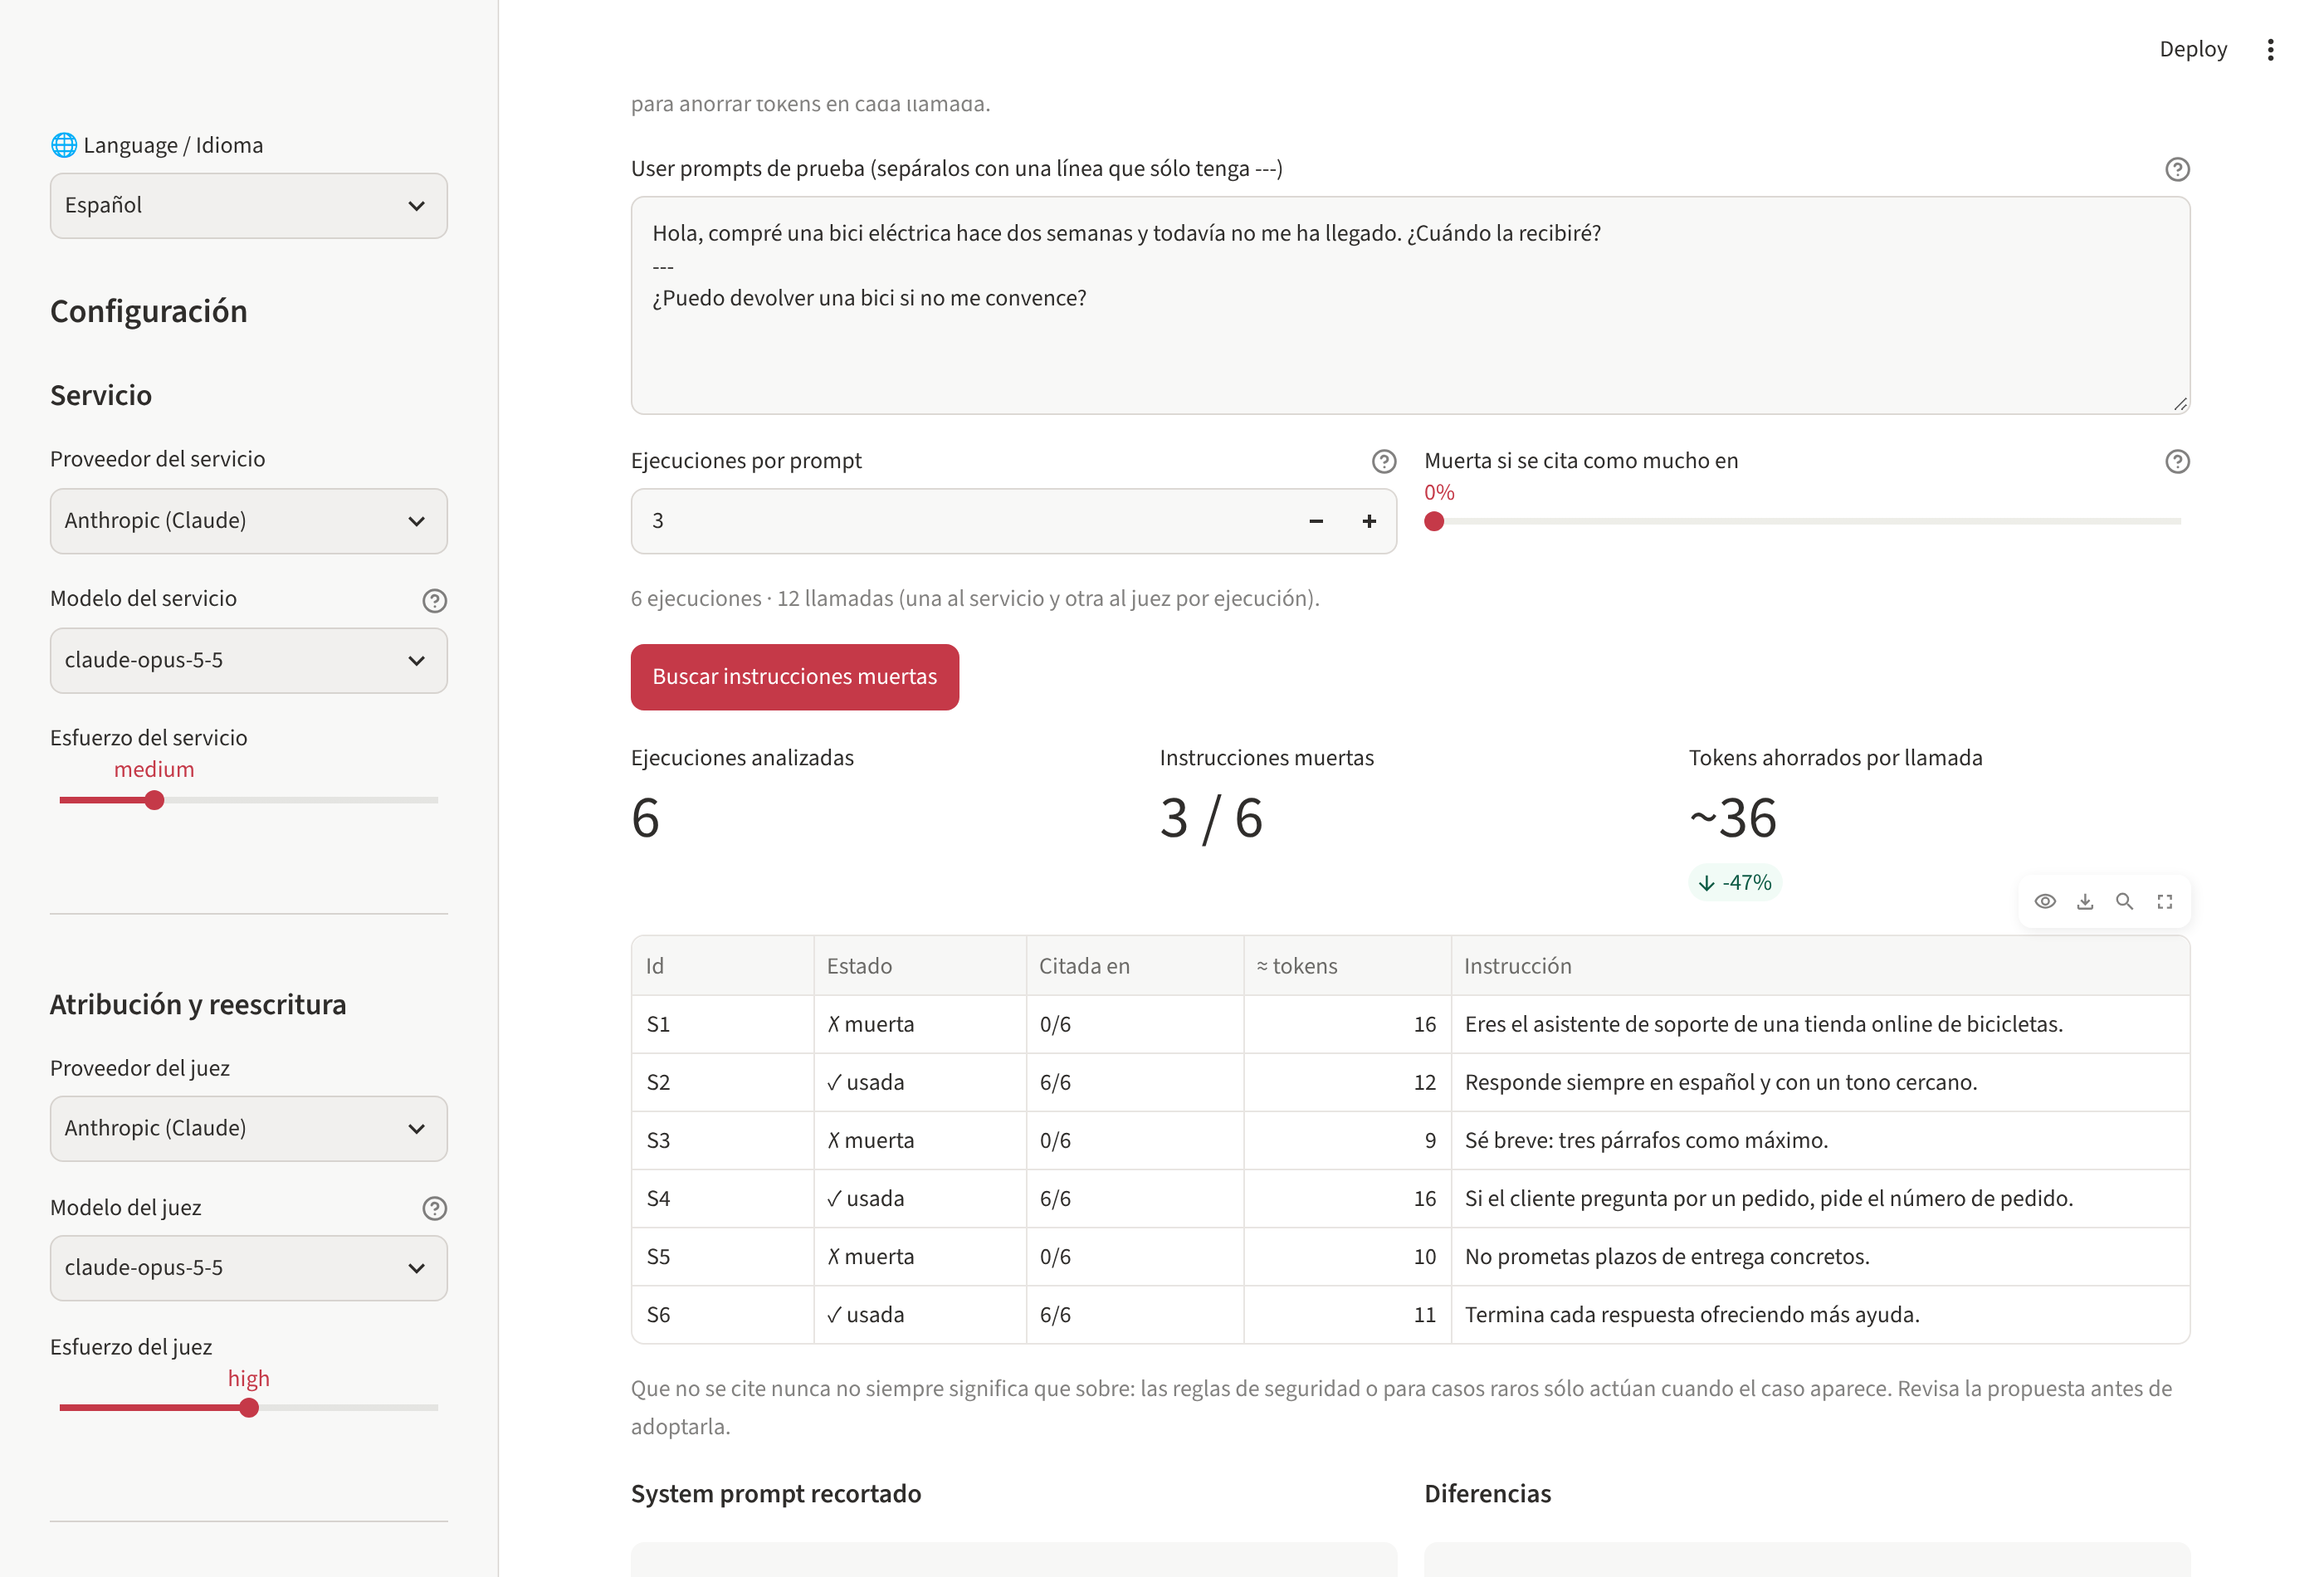 Deploy
🌐 Language / Idioma
Español
Configuración
Servicio
Proveedor del servicio
Anthropic (Claude)
Modelo del servicio
claude-opus-5-5
Esfuerzo del servicio
medium
Atribución y reescritura
Proveedor del juez
Anthropic (Claude)
Modelo del juez
claude-opus-5-5
Esfuerzo del juez
high
para ahorrar tokens en cada llamada.
User prompts de prueba (sepáralos con una línea que sólo tenga ---)
Hola, compré una bici eléctrica hace dos semanas y todavía no me ha llegado. ¿Cuándo la recibiré?
---
¿Puedo devolver una bici si no me convence?
Ejecuciones por prompt
3
Muerta si se cita como mucho en
0%
6 ejecuciones · 12 llamadas (una al servicio y otra al juez por ejecución).
Buscar instrucciones muertas
Ejecuciones analizadas
6
Instrucciones muertas
3 / 6
Tokens ahorrados por llamada
~36
↓ -47%
Id Estado Citada en ≈ tokens Instrucción
S1 ✗ muerta 0/6 16 Eres el asistente de soporte de una tienda online de bicicletas.
S2 ✓ usada 6/6 12 Responde siempre en español y con un tono cercano.
S3 ✗ muerta 0/6 9 Sé breve: tres párrafos como máximo.
S4 ✓ usada 6/6 16 Si el cliente pregunta por un pedido, pide el número de pedido.
S5 ✗ muerta 0/6 10 No prometas plazos de entrega concretos.
S6 ✓ usada 6/6 11 Termina cada respuesta ofreciendo más ayuda.
Que no se cite nunca no siempre significa que sobre: las reglas de seguridad o para casos raros sólo actúan cuando el caso aparece. Revisa la propuesta antes de
adoptarla.
System prompt recortado
Diferencias